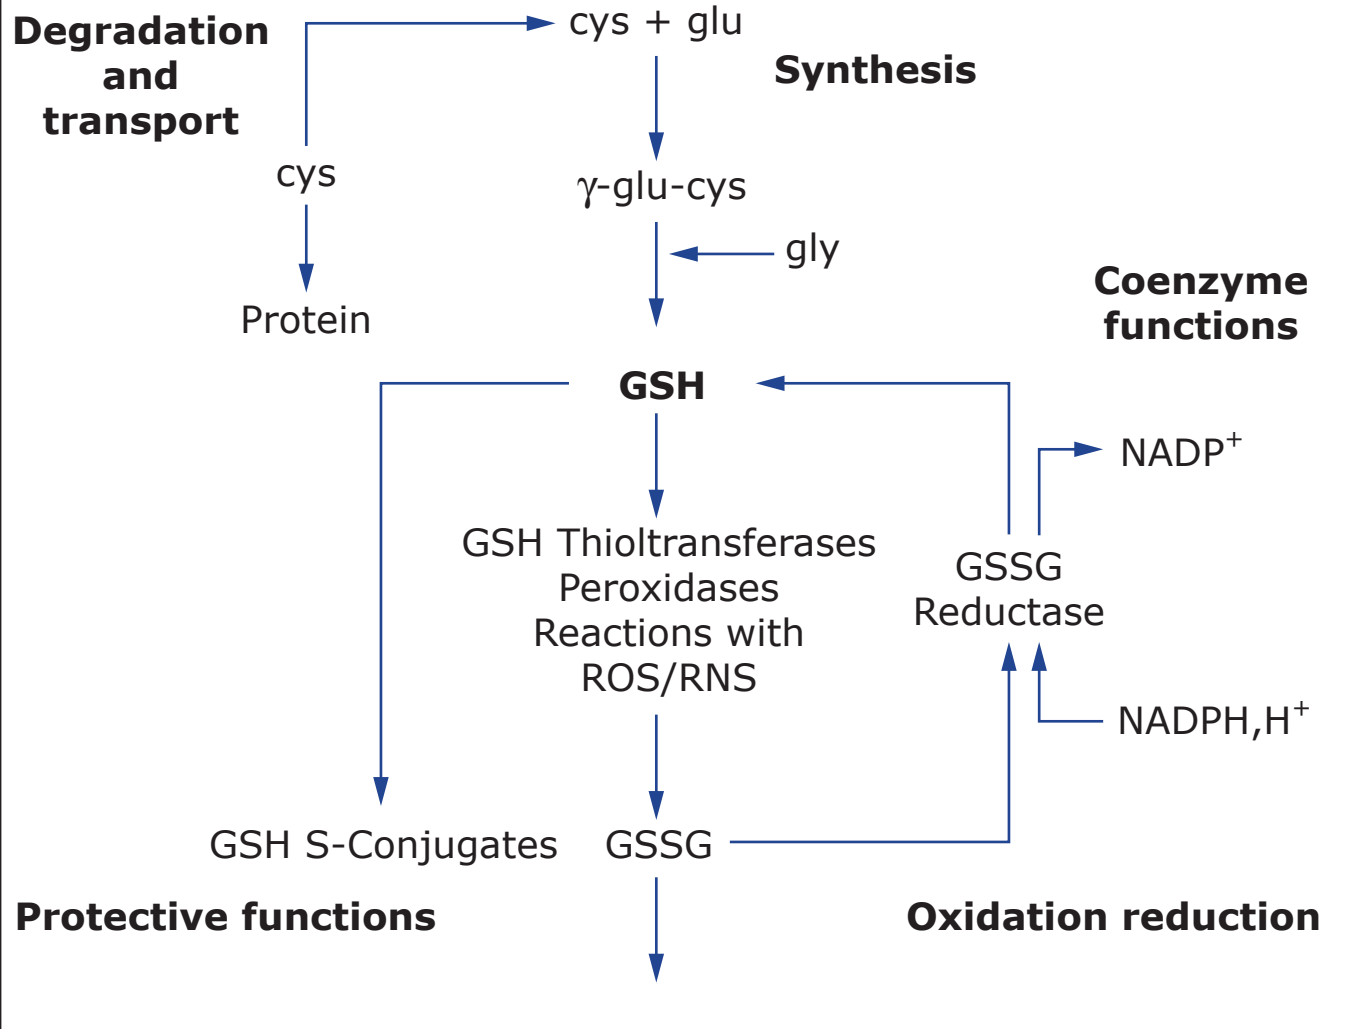 Degradation
and
transport
cys + glu
Synthesis
cys
γ-glu-cys
gly
Protein
Coenzyme
functions
GSH
NADP⁺
GSH Thioltransferases
Peroxidases
Reactions with
ROS/RNS
GSSG
Reductase
NADPH,H⁺
GSH S-Conjugates
GSSG
Protective functions
Oxidation reduction